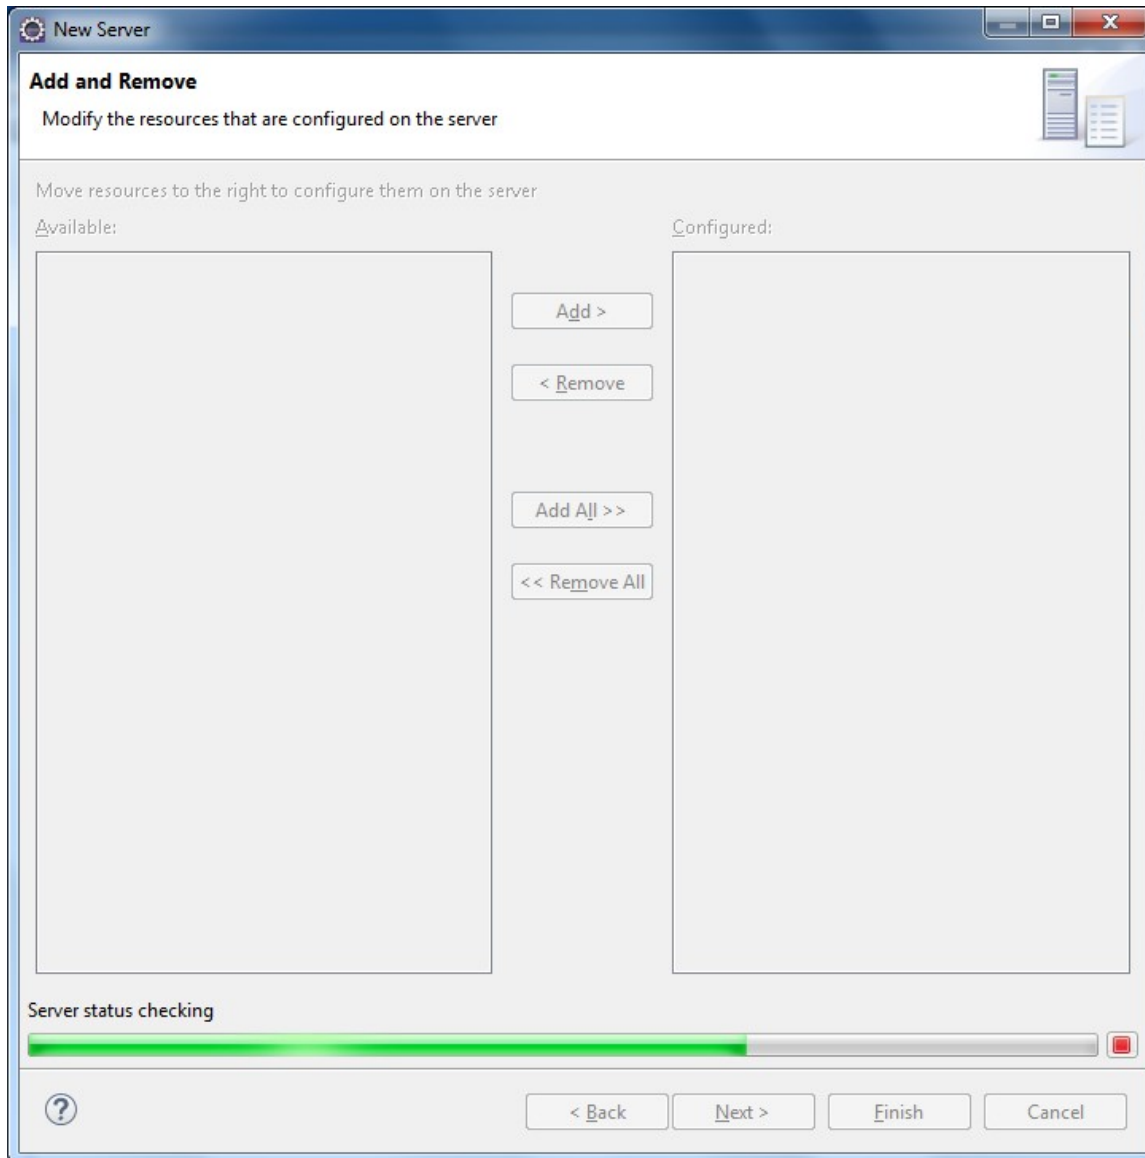 New Server
Add and Remove
Modify the resources that are configured on the server
Move resources to the right to configure them on the server
Available:
Configured:
Add >
< Remove
Add All >>
<< Remove All
Server status checking
?
< Back
Next >
Finish
Cancel